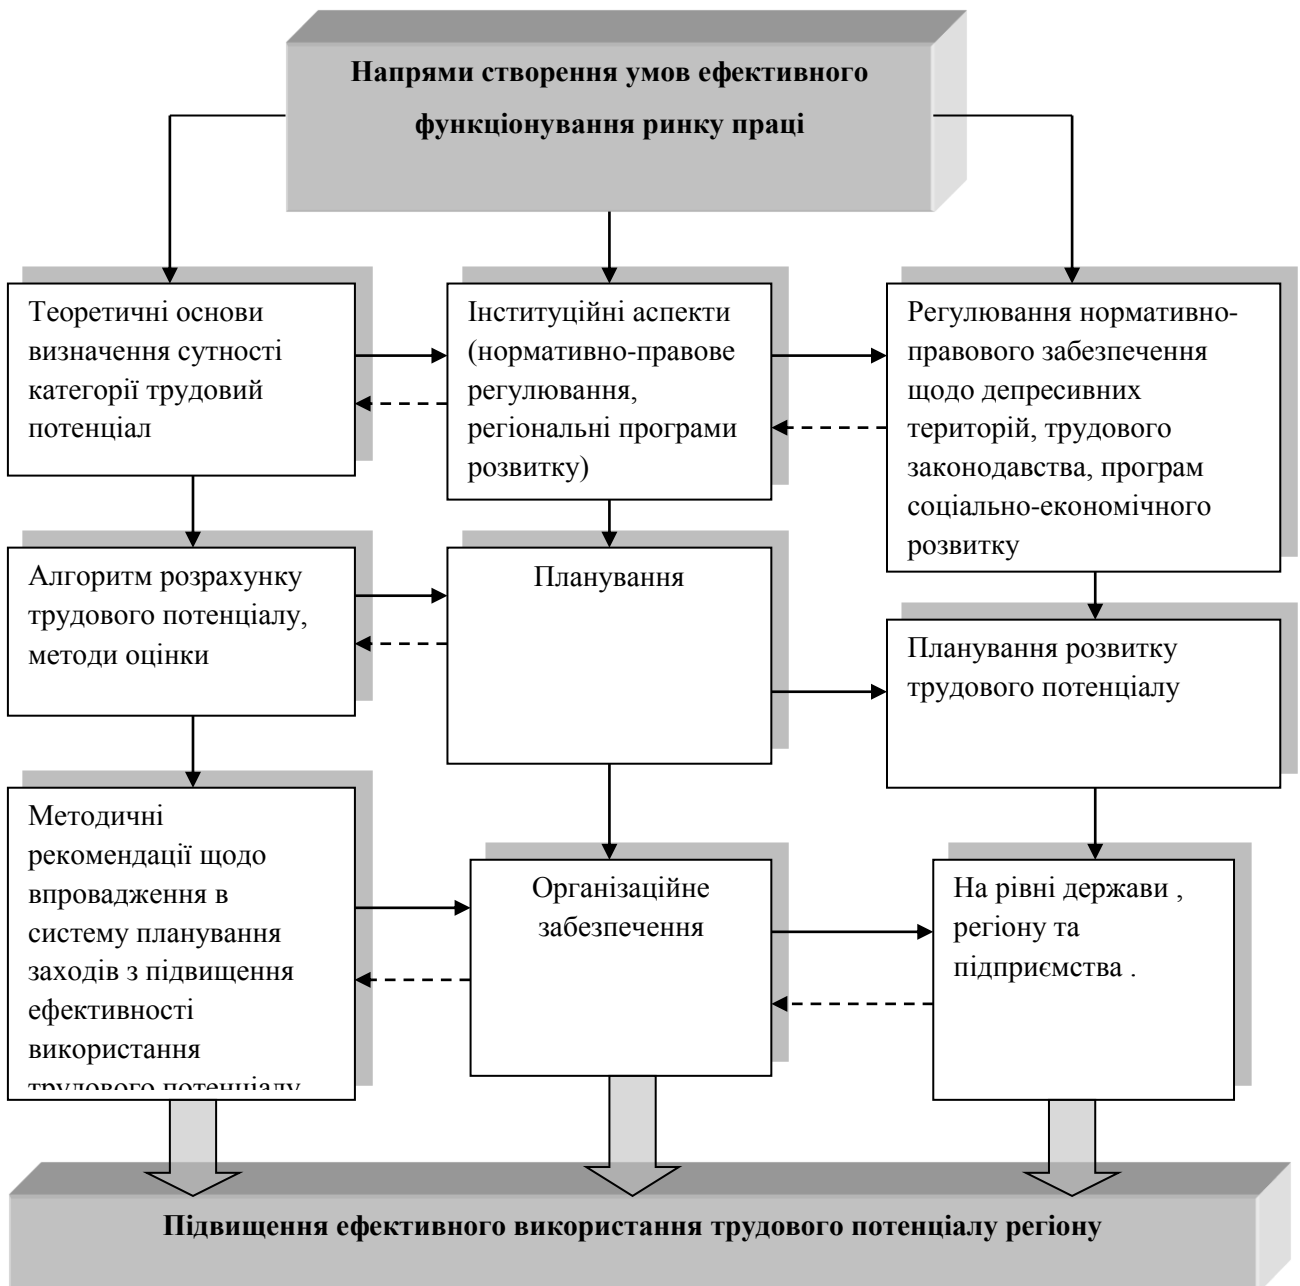 Напрями створення умов ефективного
функціонування ринку праці
Теоретичні основи
визначення сутності
категорії трудовий
потенціал
Інституційні аспекти
(нормативно-правове
регулювання,
регіональні програми
розвитку)
Регулювання нормативно-
правового забезпечення
щодо депресивних
територій, трудового
законодавства, програм
соціально-економічного
розвитку
Алгоритм розрахунку
трудового потенціалу,
методи оцінки
Планування
Планування розвитку
трудового потенціалу
Методичні
рекомендації щодо
впровадження в
систему планування
заходів з підвищення
ефективності
використання
трудового потенціалу
Організаційне
забезпечення
На рівні держави ,
регіону та
підприємства .
Підвищення ефективного використання трудового потенціалу регіону